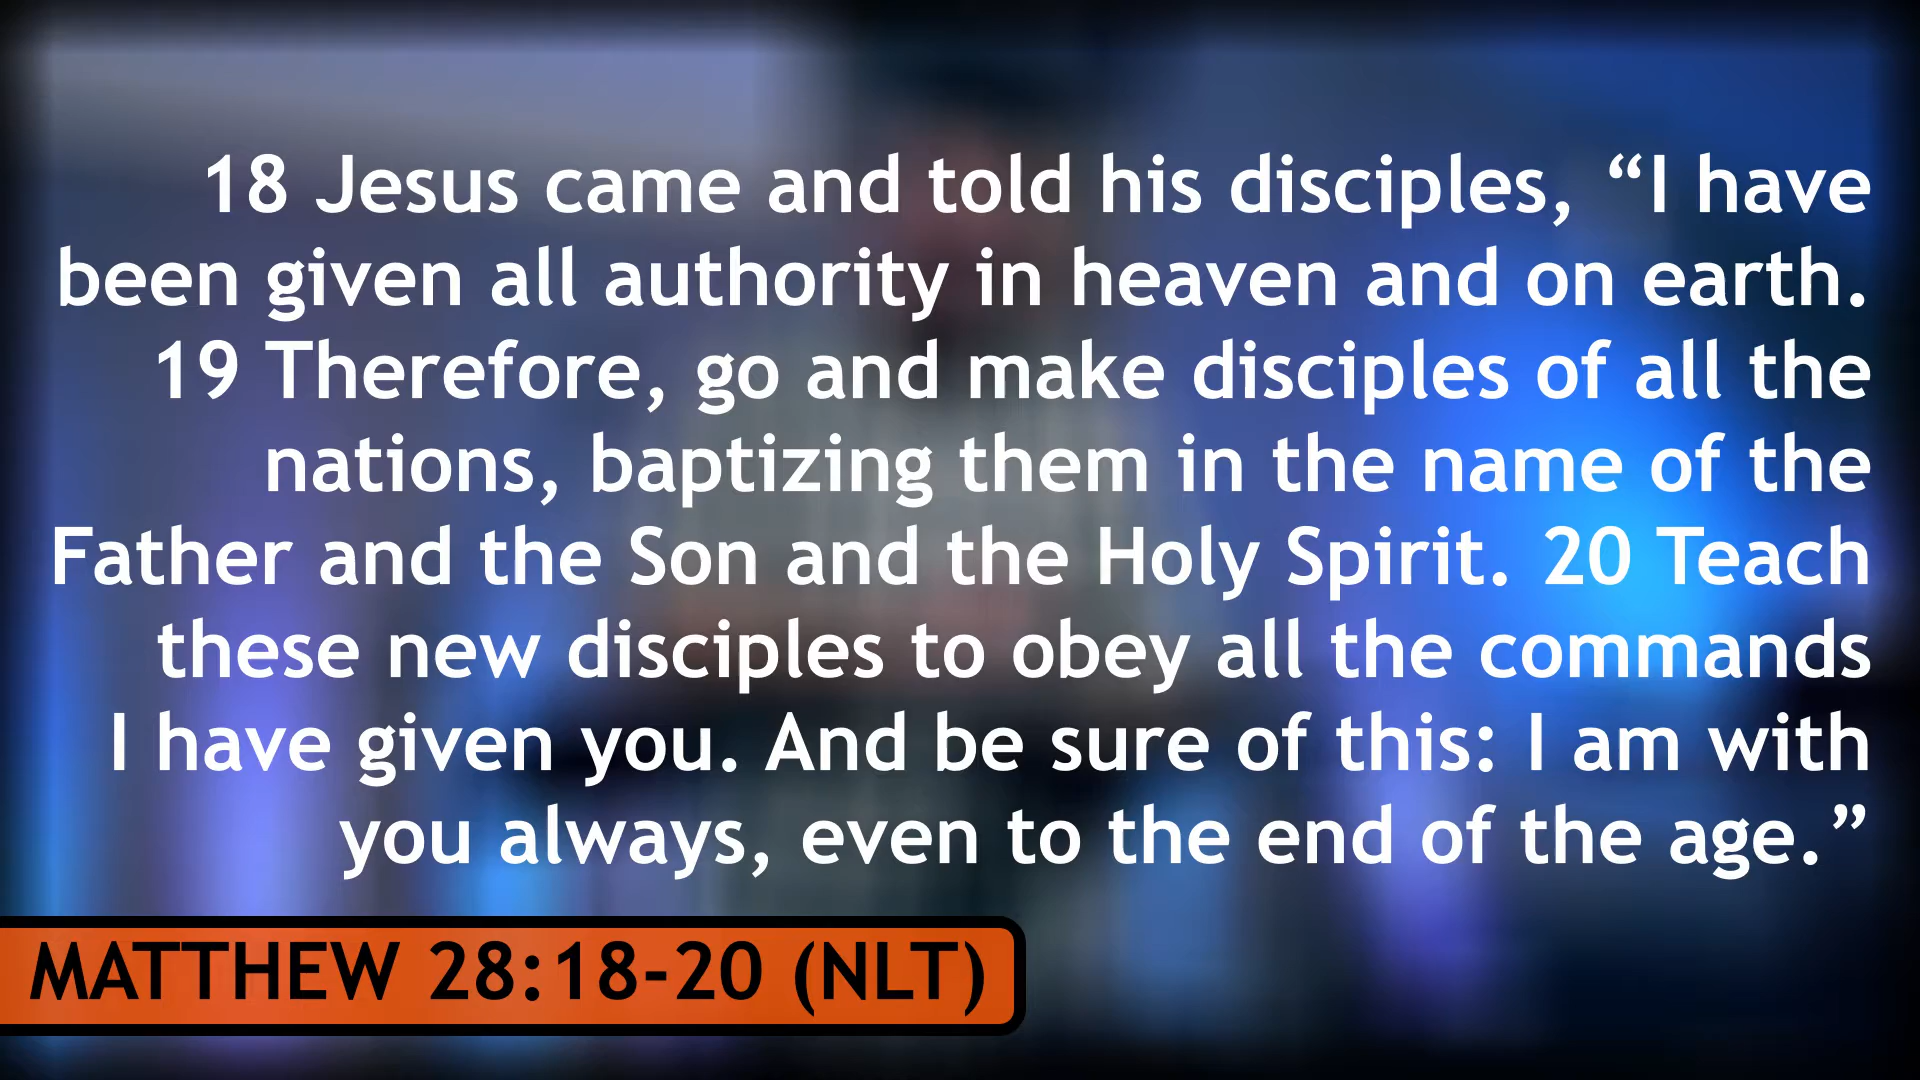 18 Jesus came and told his disciples, “I have
been given all authority in heaven and on earth.
19 Therefore, go and make disciples of all the
nations, baptizing them in the name of the
Father and the Son and the Holy Spirit. 20 Teach
these new disciples to obey all the commands
I have given you. And be sure of this: I am with
you always, even to the end of the age.”
MATTHEW 28:18-20 (NLT)